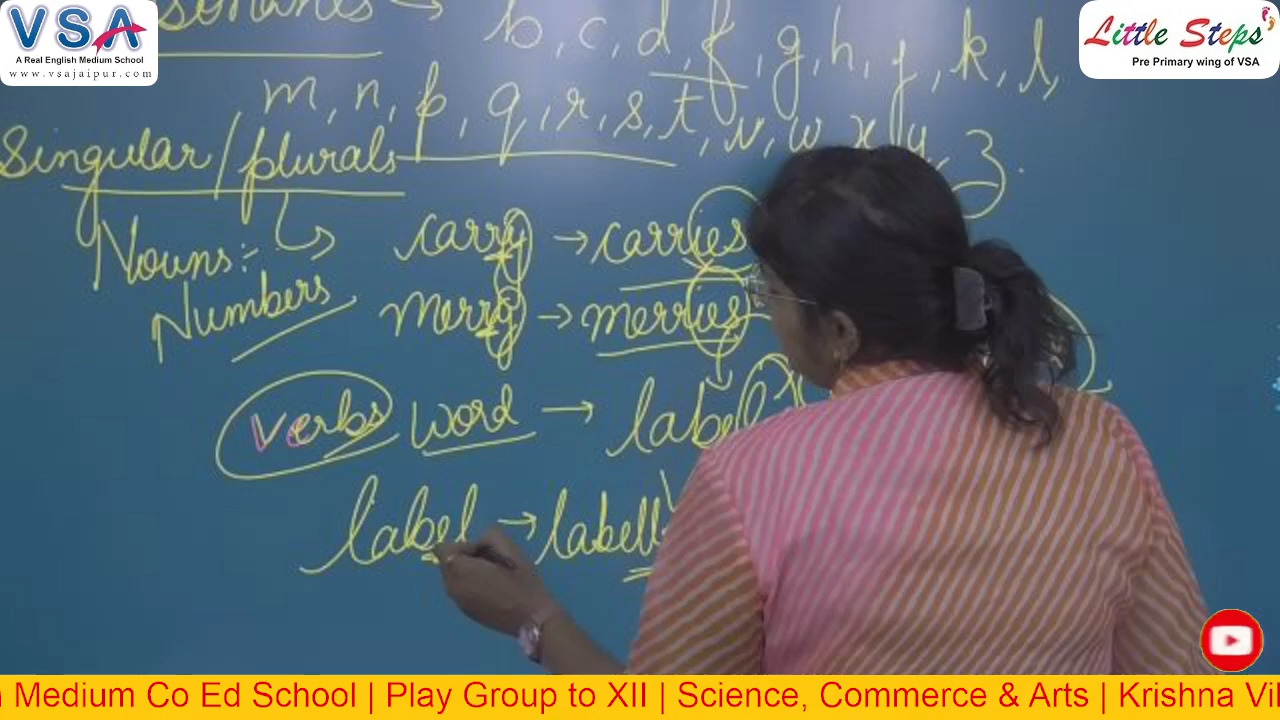 VSA
A Real English Medium School
www.vsajaipur.com
Little Steps
Pre Primary wing of VSA
→ b, c, d, f, g, h, j, k, l,
m, n, p, q, r, s, t, v, w, x, y, z.
Singular/plurals
Nouns:- carry → carries
Numbers merry → merries
verbs word → label
label → labell
Medium Co Ed School | Play Group to XII | Science, Commerce & Arts | Krishna